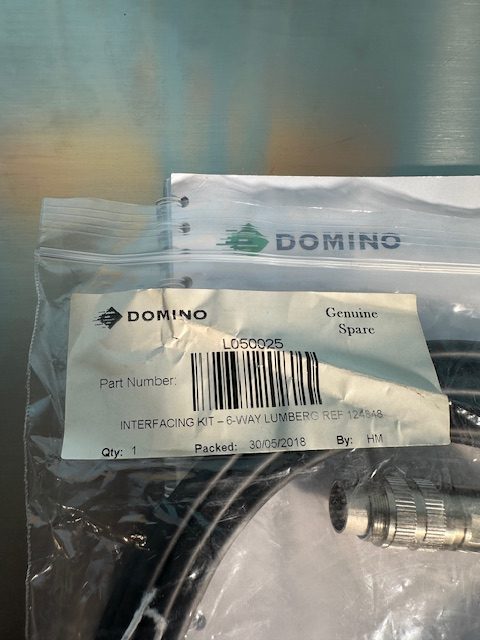 DOMINO
DOMINO
Genuine
Spare
L050025
Part Number:
INTERFACING KIT – 6-WAY LUMBERG REF 124848
Qty: 1 Packed: 30/05/2018 By: HM